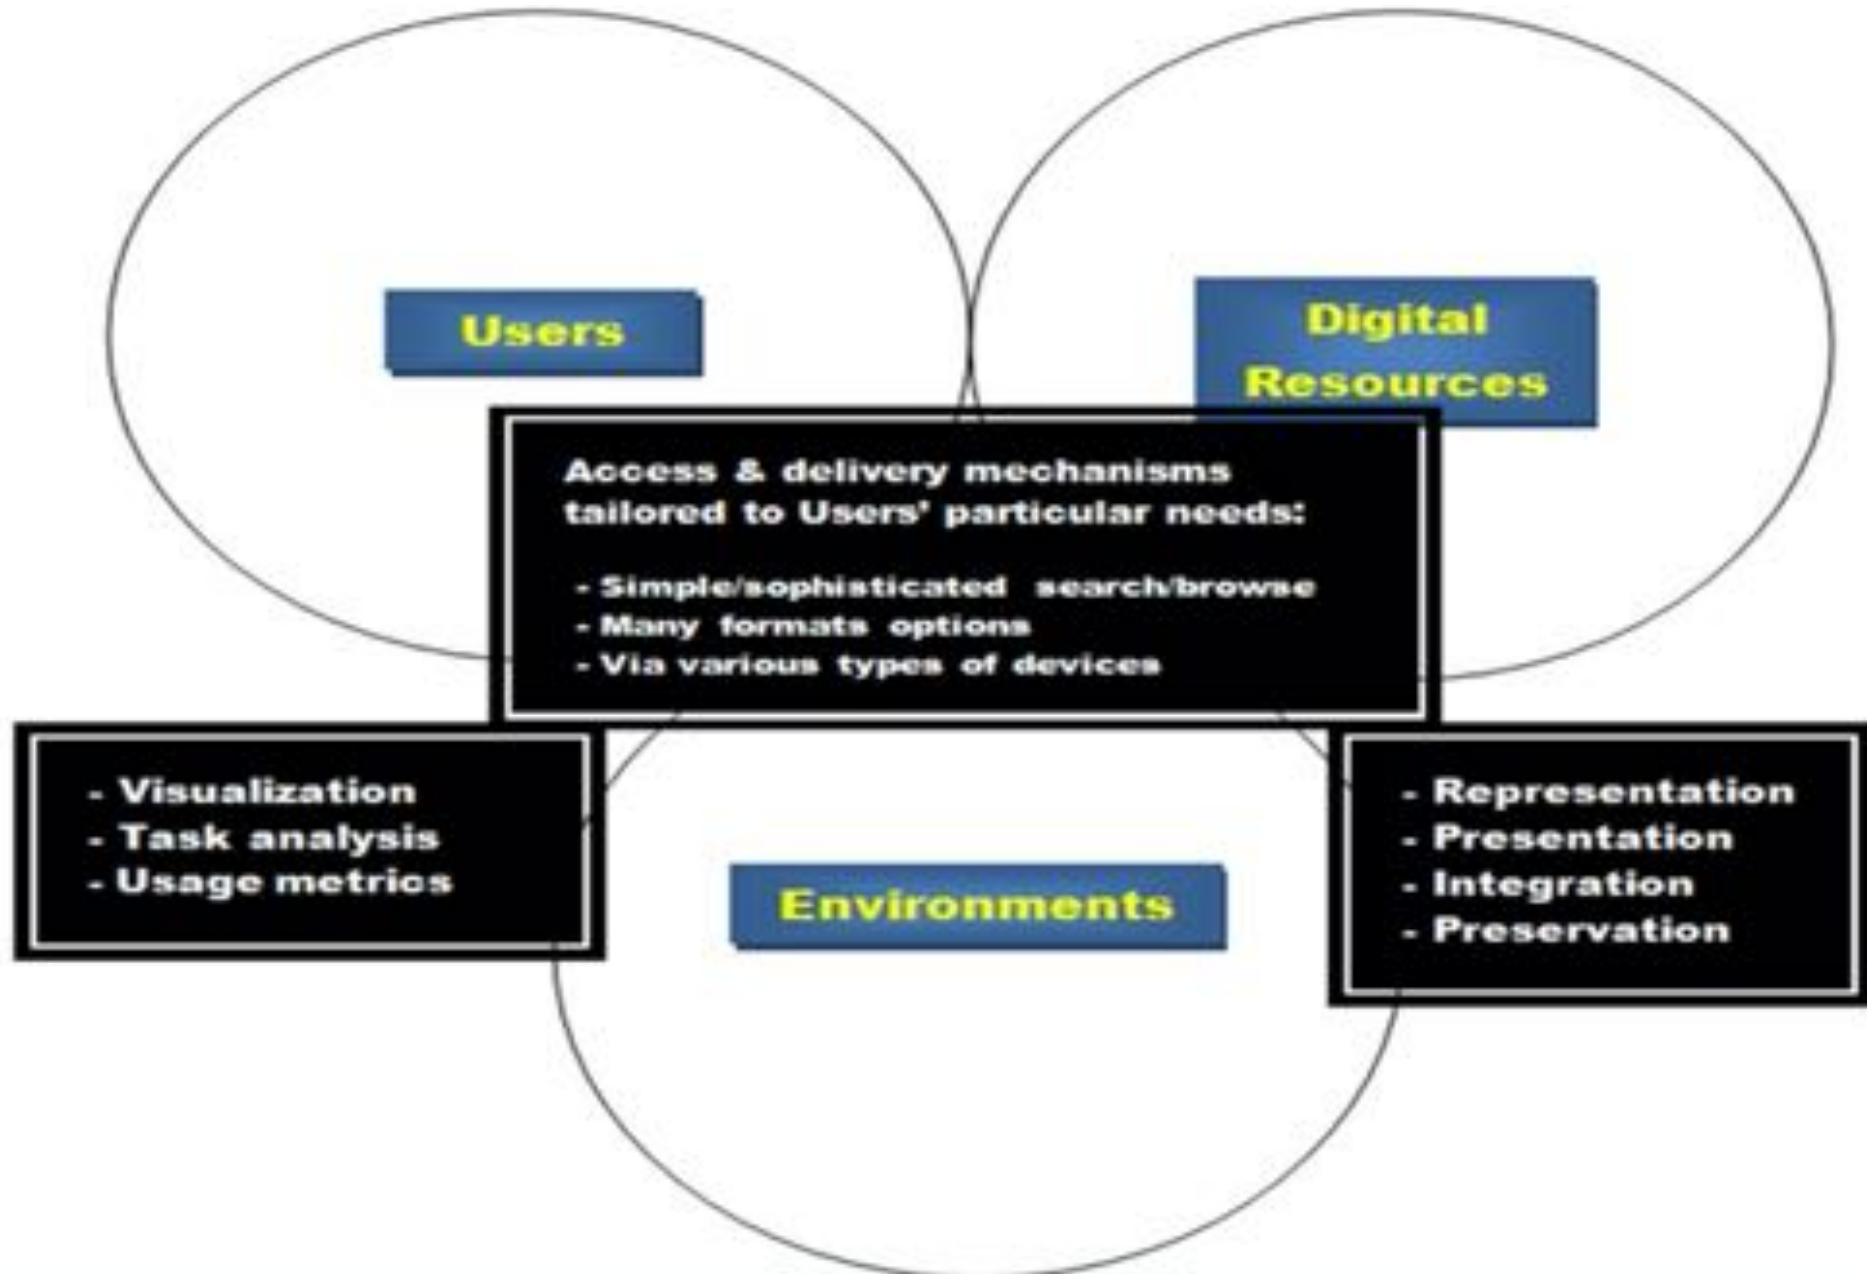 Users
Digital
Resources
Access & delivery mechanisms
tailored to Users' particular needs:
- Simple/sophisticated search/browse
- Many formats options
- Via various types of devices
- Visualization
- Task analysis
- Usage metrics
- Representation
- Presentation
- Integration
- Preservation
Environments